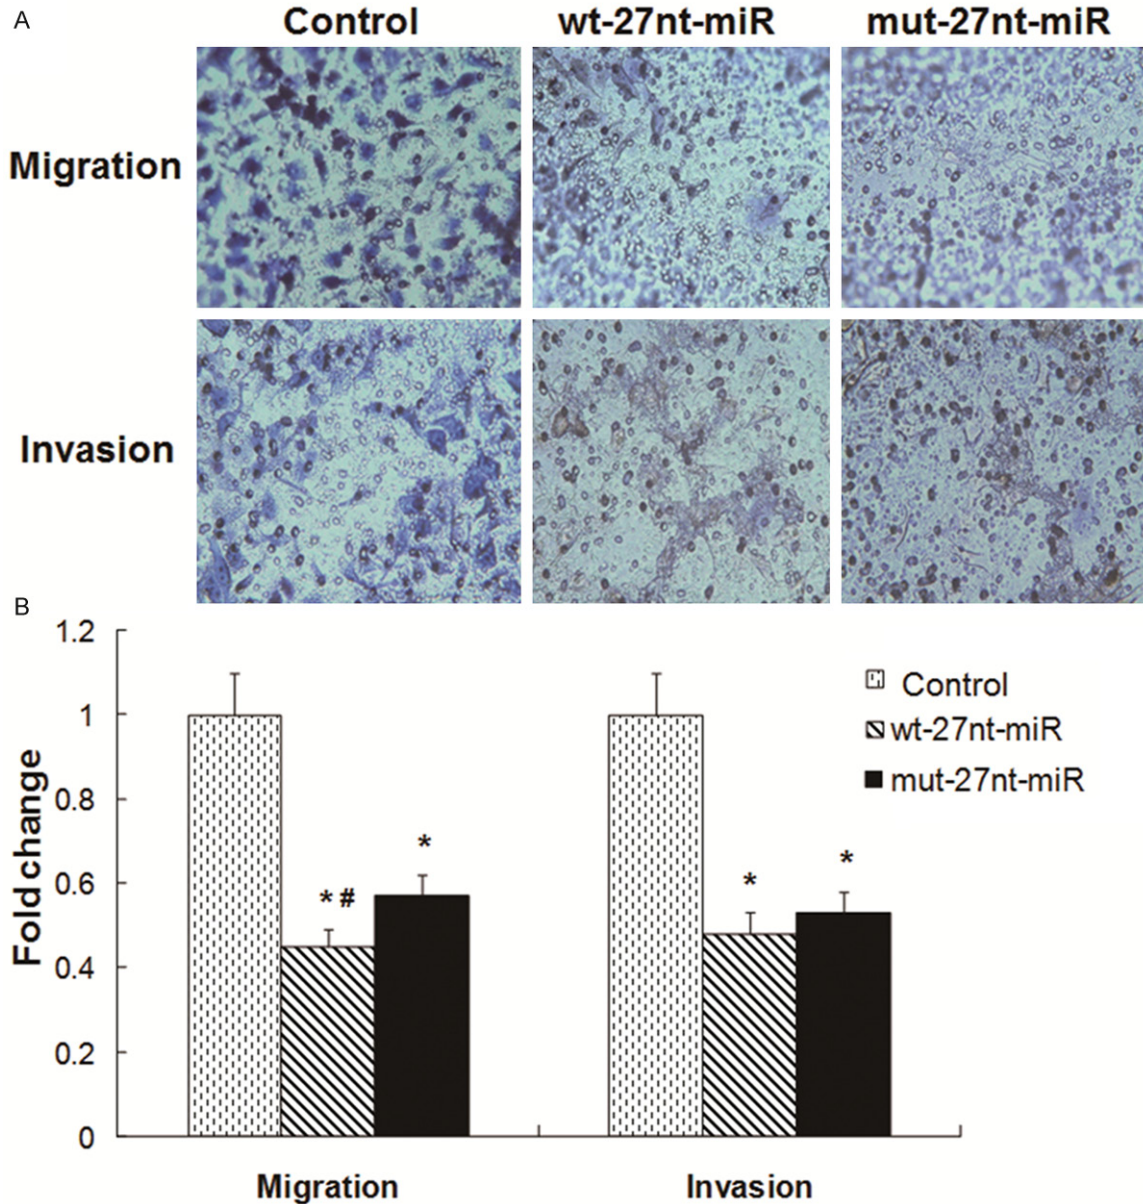 A
Control wt-27nt-miR mut-27nt-miR
Migration
Invasion
B
Fold change
1.2
1
0.8
0.6
0.4
0.2
0
* #
*
*
*
Control
wt-27nt-miR
mut-27nt-miR
Migration Invasion